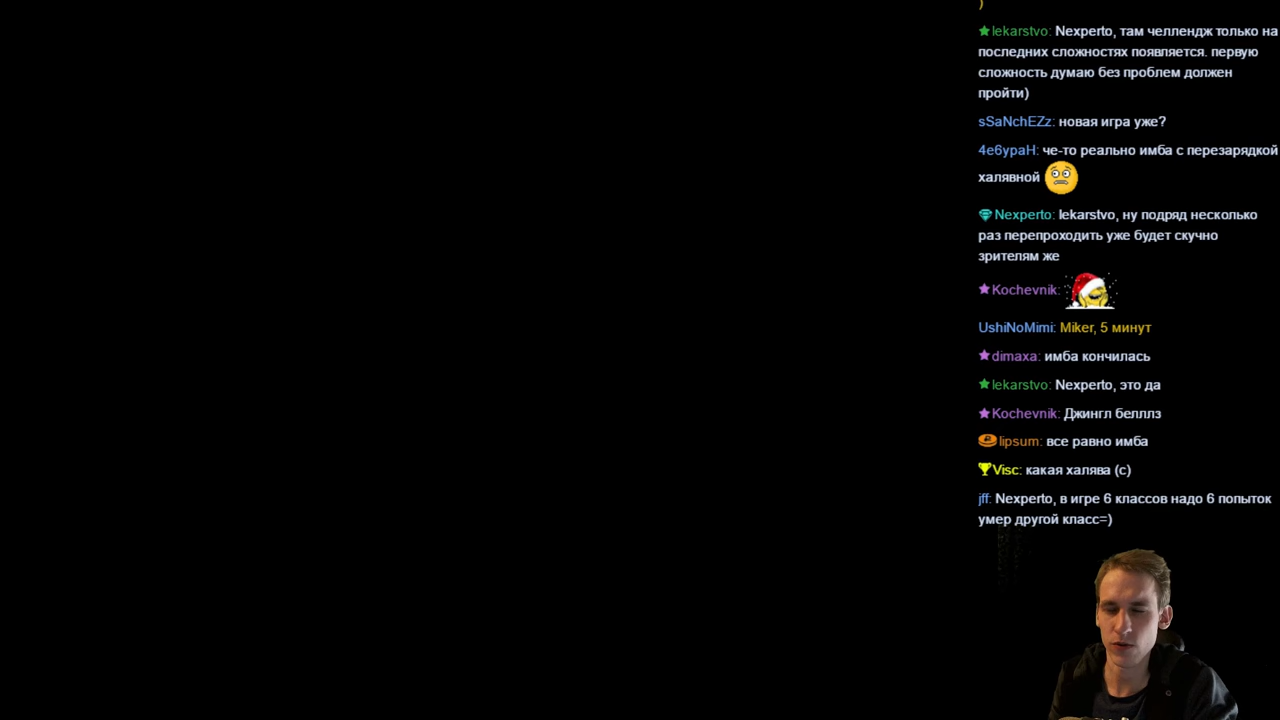 )
lekarstvo: Nexperto, там челлендж только на
последних сложностях появляется. первую
сложность думаю без проблем должен
пройти)
sSaNchEZz: новая игра уже?
4e6ypaH: че-то реально имба с перезарядкой
халявной
Nexperto: lekarstvo, ну подряд несколько
раз перепроходить уже будет скучно
зрителям же
Kochevnik:
UshiNoMimi: Miker, 5 минут
dimaxa: имба кончилась
lekarstvo: Nexperto, это да
Kochevnik: Джингл белллз
lipsum: все равно имба
Visc: какая халява (с)
jff: Nexperto, в игре 6 классов надо 6 попыток
умер другой класс=)